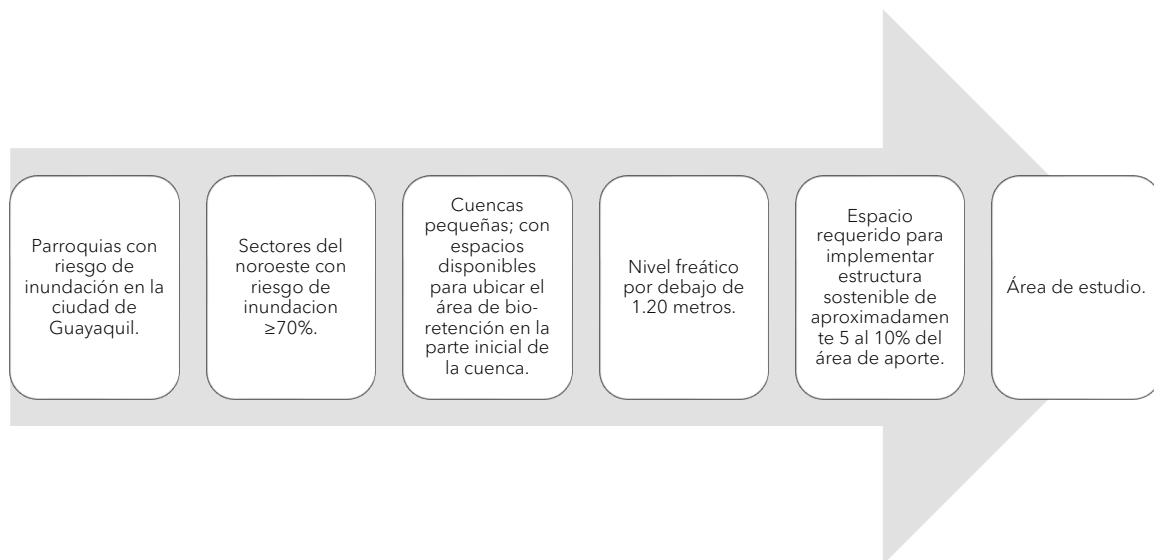 Parroquias con
riesgo de
inundación en la
ciudad de
Guayaquil.
Sectores del
noroeste con
riesgo de
inundacion
≥70%.
Cuencas
pequeñas; con
espacios
disponibles
para ubicar el
área de bio-
retención en la
parte inicial de
la cuenca.
Nivel freático
por debajo de
1.20 metros.
Espacio
requerido para
implementar
estructura
sostenible de
aproximadamen
te 5 al 10% del
área de aporte.
Área de estudio.